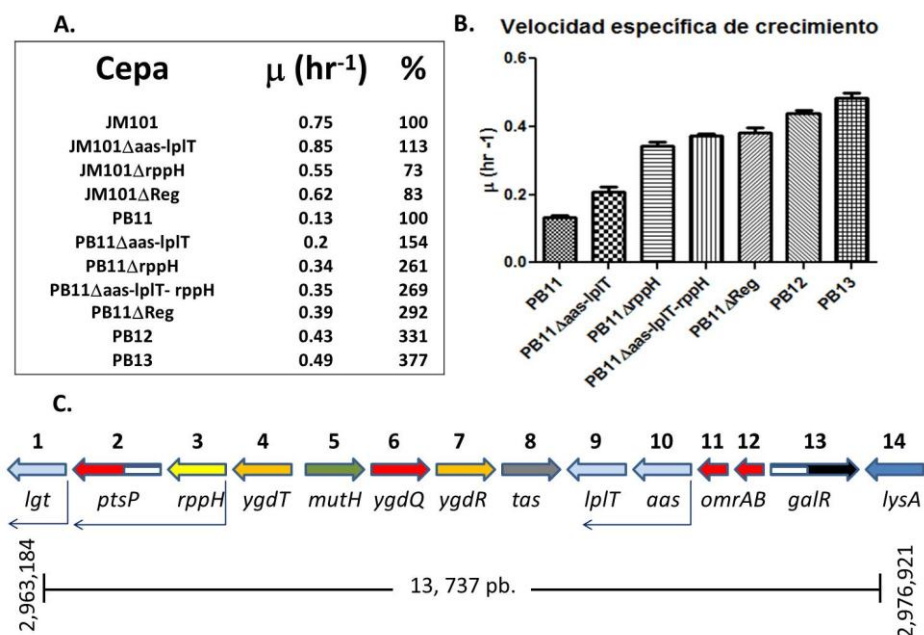 A.
Cepa μ (hr-1) %
JM101 0.75 100
JM101Δaas-lplT 0.85 113
JM101ΔrppH 0.55 73
JM101ΔReg 0.62 83
PB11 0.13 100
PB11Δaas-lplT 0.2 154
PB11ΔrppH 0.34 261
PB11Δaas-lplT- rppH 0.35 269
PB11ΔReg 0.39 292
PB12 0.43 331
PB13 0.49 377
B. Velocidad específica de crecimiento
μ (hr -1)
0.6
0.4
0.2
0.0
PB11
PB11Δaas-lplT
PB11ΔrppH
PB11Δaas-lplT-rppH
PB11ΔReg
PB12
PB13
C.
1 2 3 4 5 6 7 8 9 10 11 12 13 14
lgt ptsP rppH ygdT mutH ygdQ ygdR tas lplT aas omrAB galR lysA
2,963,184
13, 737 pb.
2,976,921